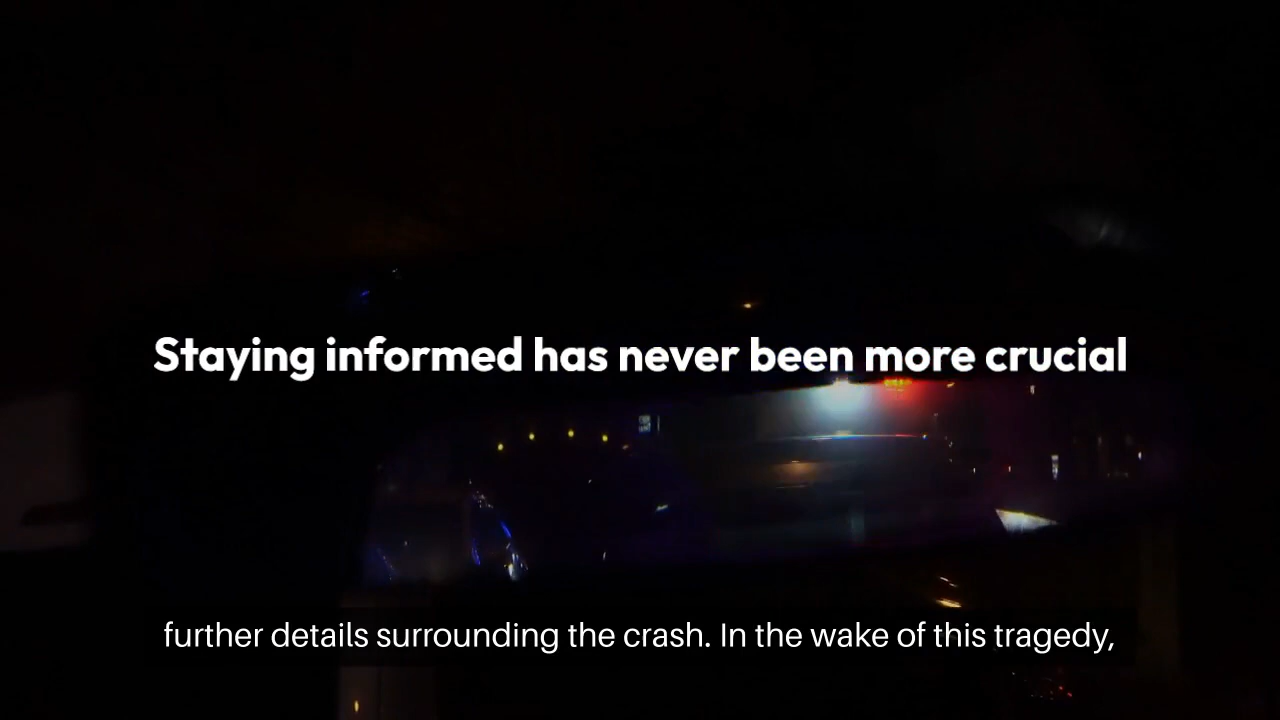 Staying informed has never been more crucial
further details surrounding the crash. In the wake of this tragedy,